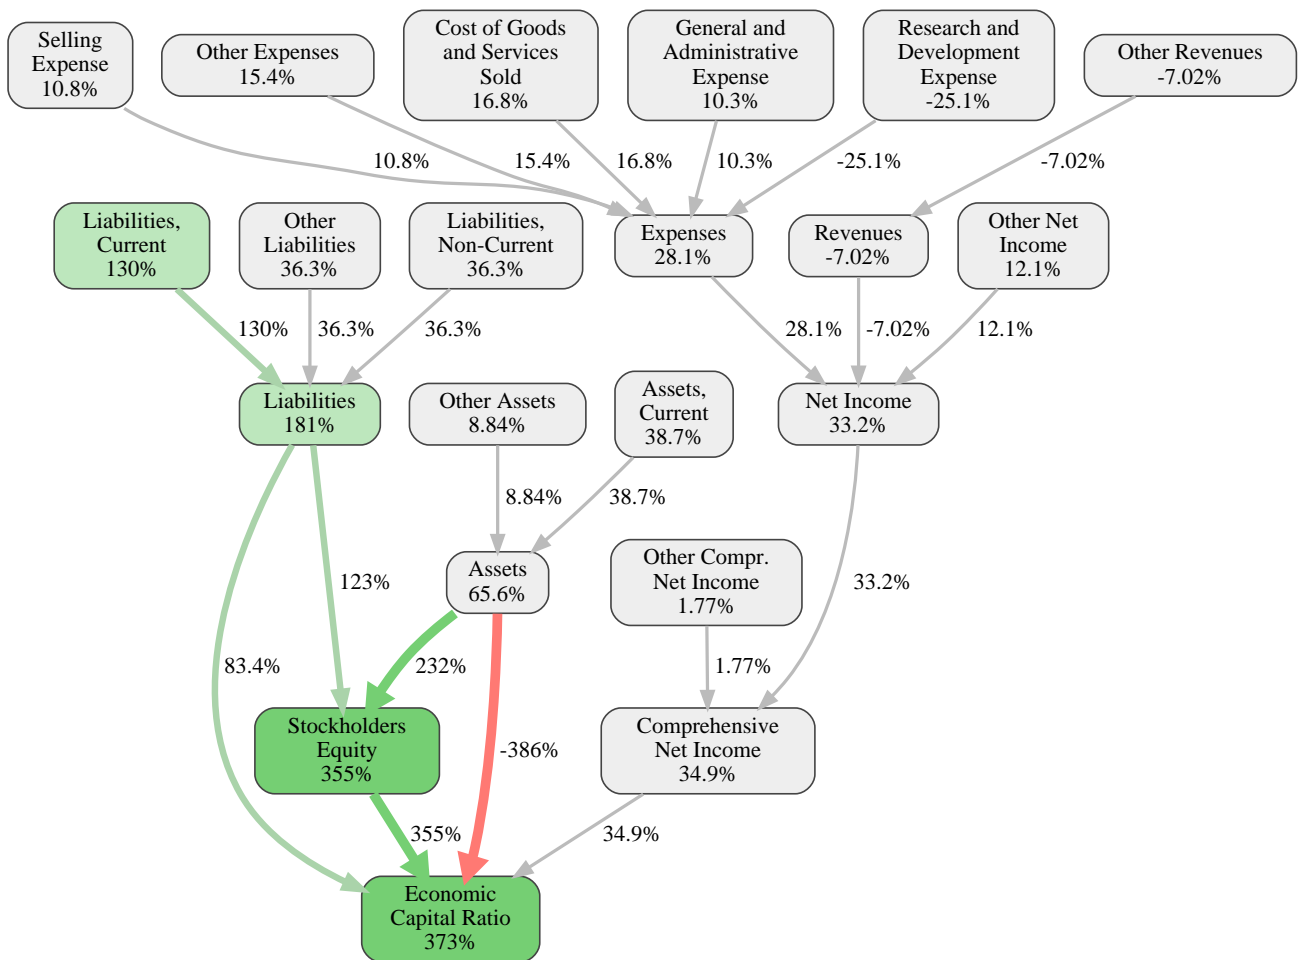 Selling
Expense
10.8%
Other Expenses
15.4%
Cost of Goods
and Services
Sold
16.8%
General and
Administrative
Expense
10.3%
Research and
Development
Expense
-25.1%
Other Revenues
-7.02%
10.8%
15.4%
16.8%
10.3%
-25.1%
-7.02%
Liabilities,
Current
130%
Other
Liabilities
36.3%
Liabilities,
Non-Current
36.3%
Expenses
28.1%
Revenues
-7.02%
Other Net
Income
12.1%
130%
36.3%
36.3%
28.1%
-7.02%
12.1%
Liabilities
181%
Other Assets
8.84%
Assets,
Current
38.7%
Net Income
33.2%
8.84%
38.7%
Assets
65.6%
Other Compr.
Net Income
1.77%
123%
33.2%
83.4%
232%
1.77%
Stockholders
Equity
355%
-386%
Comprehensive
Net Income
34.9%
355%
34.9%
Economic
Capital Ratio
373%